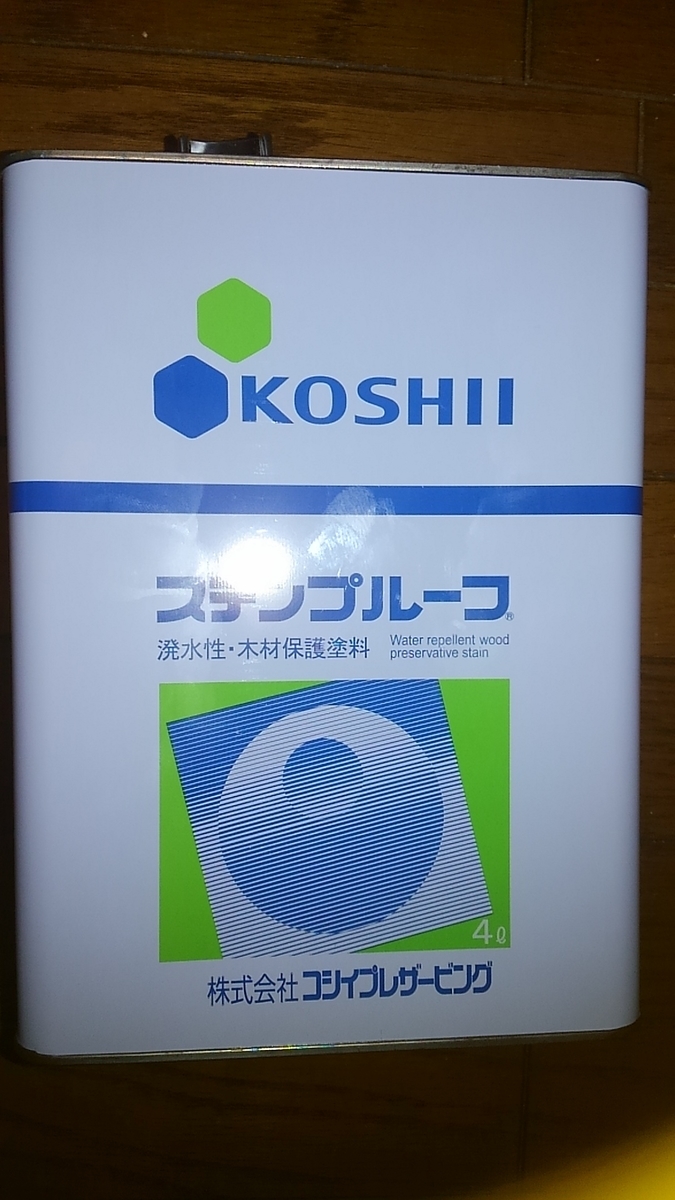 KOSHII
ステンプルーフ®
潑水性・木材保護塗料
Water repellent wood
preservative stain
4ℓ
株式会社コシイプレザービング